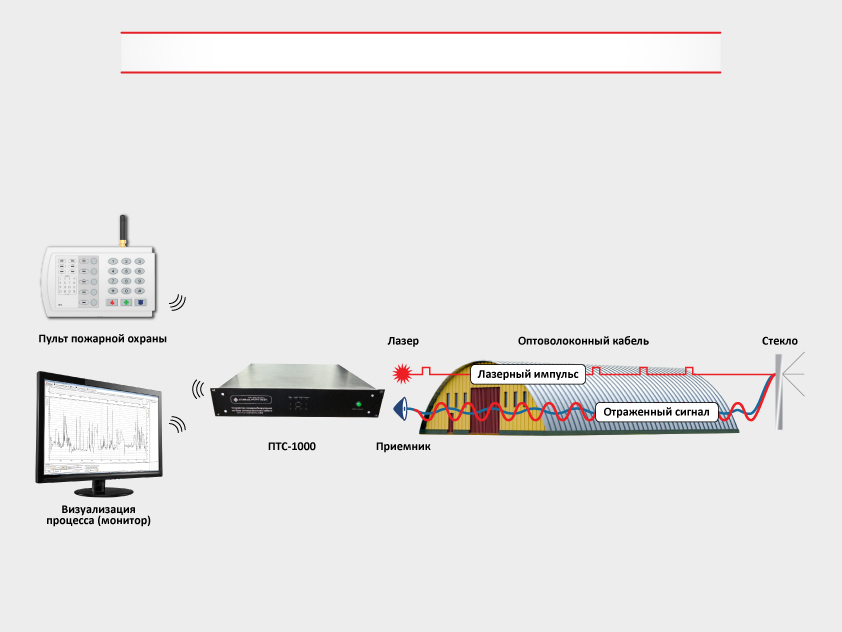 Пульт пожарной охраны
Лазер
Оптоволоконный кабель
Стекло
Лазерный импульс
Отраженный сигнал
ПТС-1000
Приемник
Визуализация
процесса (монитор)